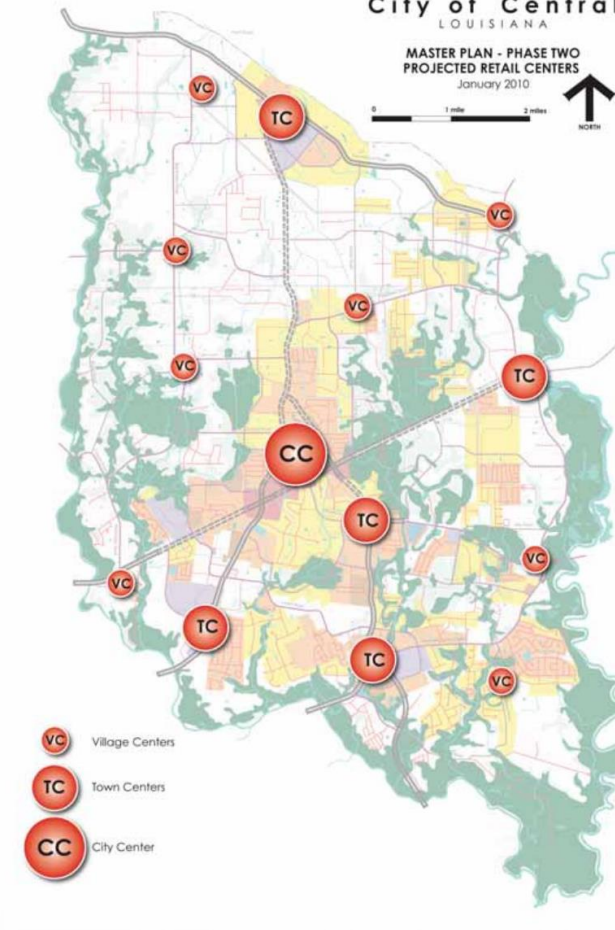 City of Central
LOUISIANA
MASTER PLAN - PHASE TWO
PROJECTED RETAIL CENTERS
January 2010
0 1 mile 2 miles
NORTH
VC
TC
VC
VC
VC
VC
TC
CC
TC
VC
VC
TC
TC
VC
VC Village Centers
TC Town Centers
CC City Center